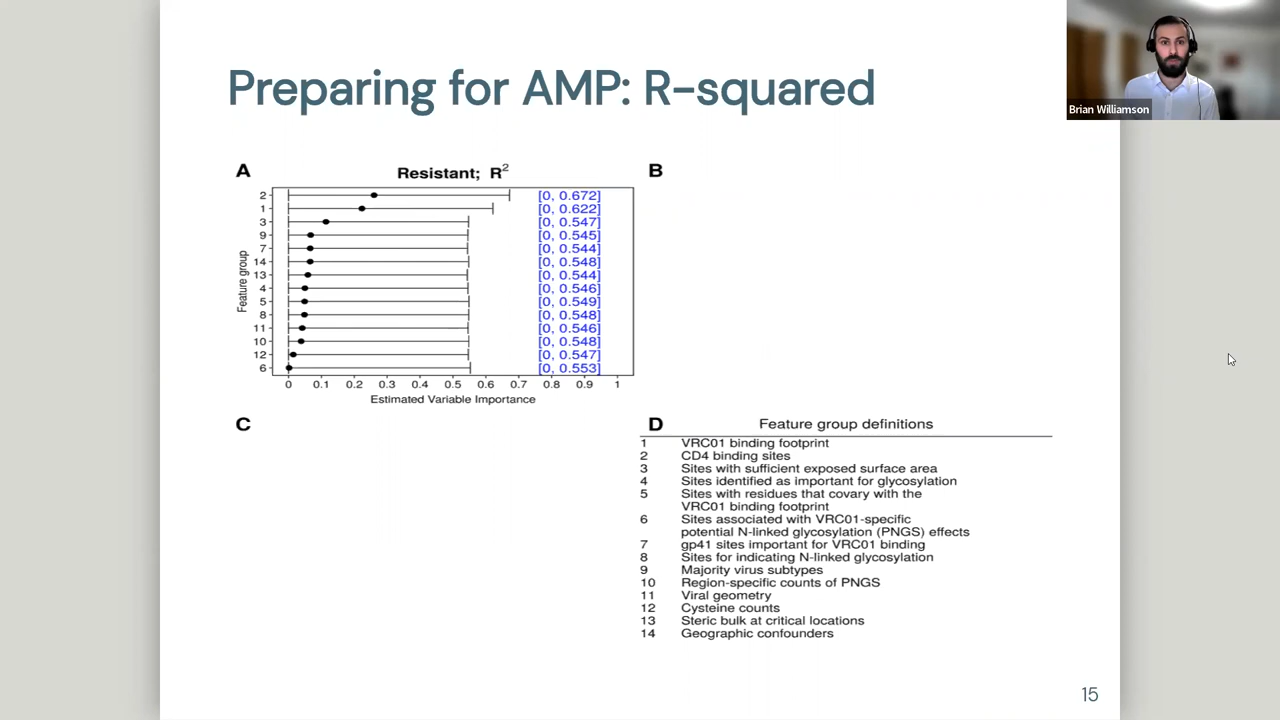 Preparing for AMP: R-squared
Brian Williamson
A
Resistant; R²
B
2 [0, 0.672]
1 [0, 0.622]
3 [0, 0.547]
9 [0, 0.545]
7 [0, 0.544]
14 [0, 0.548]
13 [0, 0.544]
4 [0, 0.546]
5 [0, 0.549]
8 [0, 0.548]
11 [0, 0.546]
10 [0, 0.548]
12 [0, 0.547]
6 [0, 0.553]
Feature group
0 0.1 0.2 0.3 0.4 0.5 0.6 0.7 0.8 0.9 1
Estimated Variable Importance
C
D
Feature group definitions
1 VRC01 binding footprint
2 CD4 binding sites
3 Sites with sufficient exposed surface area
4 Sites identified as important for glycosylation
5 Sites with residues that covary with the
VRC01 binding footprint
6 Sites associated with VRC01-specific
potential N-linked glycosylation (PNGS) effects
7 gp41 sites important for VRC01 binding
8 Sites for indicating N-linked glycosylation
9 Majority virus subtypes
10 Region-specific counts of PNGS
11 Viral geometry
12 Cysteine counts
13 Steric bulk at critical locations
14 Geographic confounders
15